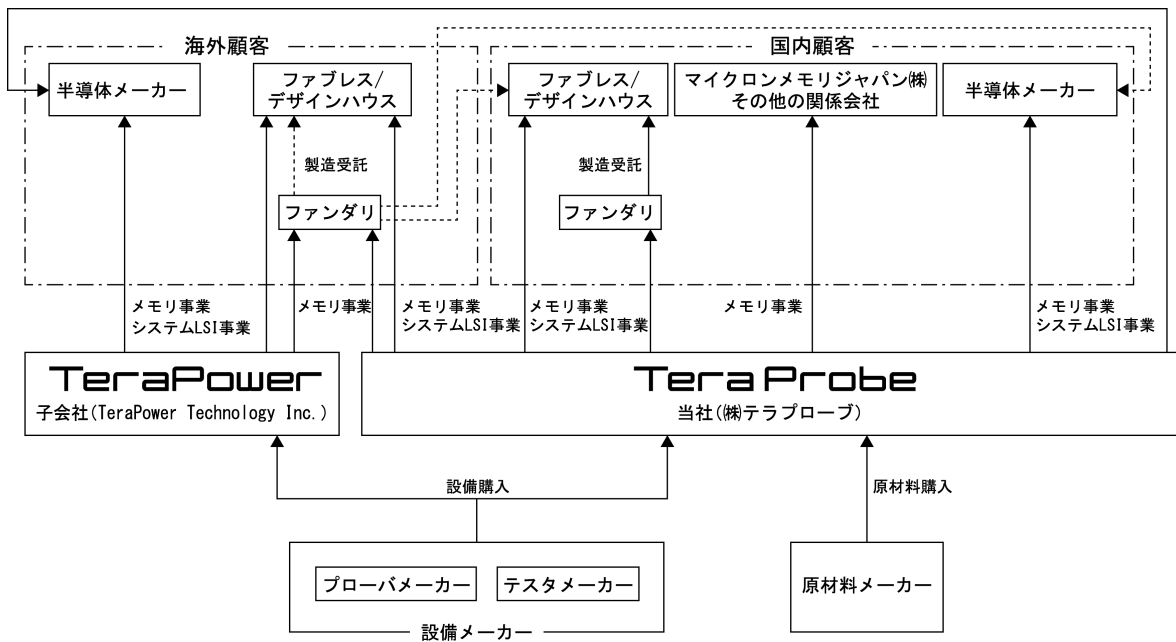 海外顧客
国内顧客
半導体メーカー
ファブレス/
デザインハウス
ファブレス/
デザインハウス
マイクロンメモリジャパン㈱
その他の関係会社
半導体メーカー
製造受託
製造受託
ファンダリ
ファンダリ
メモリ事業
システムLSI事業
メモリ事業
メモリ事業
システムLSI事業
メモリ事業
システムLSI事業
メモリ事業
メモリ事業
システムLSI事業
TeraPower
子会社(TeraPower Technology Inc.)
Tera Probe
当社(㈱テラプローブ)
設備購入
原材料購入
プローバメーカー
テスタメーカー
設備メーカー
原材料メーカー